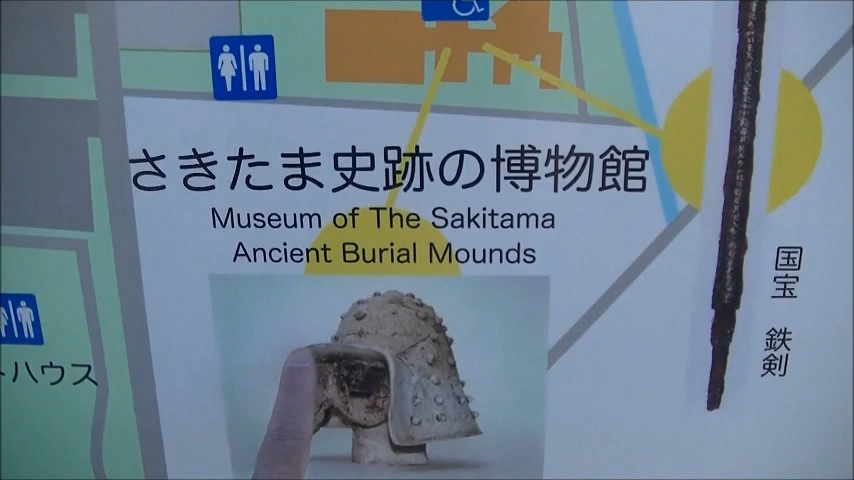 さきたま史跡の博物館
Museum of The Sakitama
Ancient Burial Mounds
国宝 鉄剣
トハウス